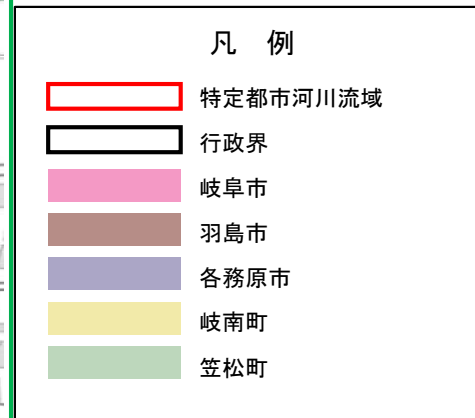 凡 例
特定都市河川流域
行政界
岐阜市
羽島市
各務原市
岐南町
笠松町